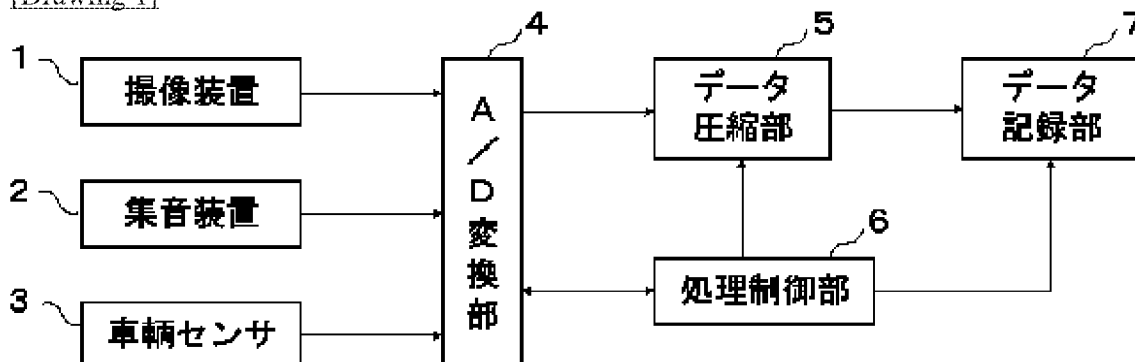 [Drawing 1]
1
撮像装置
2
集音装置
3
車輌センサ
4
A
／
D
変
換
部
5
データ
圧縮部
6
処理制御部
7
データ
記録部